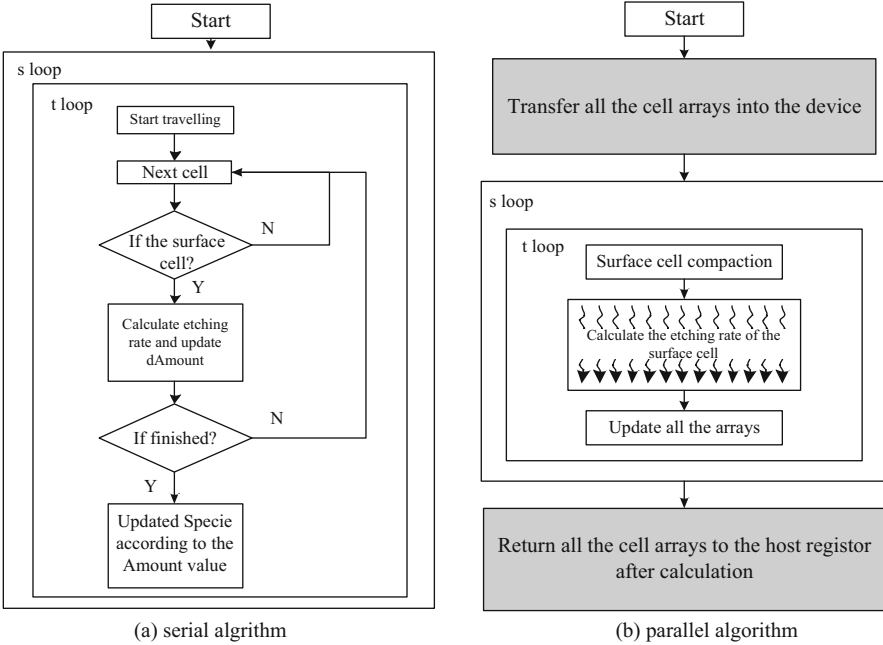 Start
s loop
t loop
Start travelling
Next cell
If the surface
cell?
N
Y
Calculate etching
rate and update
dAmount
If finished?
N
Y
Updated Specie
according to the
Amount value
(a) serial algrithm
Start
Transfer all the cell arrays into the device
s loop
t loop
Surface cell compaction
Calculate the etching rate of the
surface cell
Update all the arrays
Return all the cell arrays to the host registor
after calculation
(b) parallel algorithm